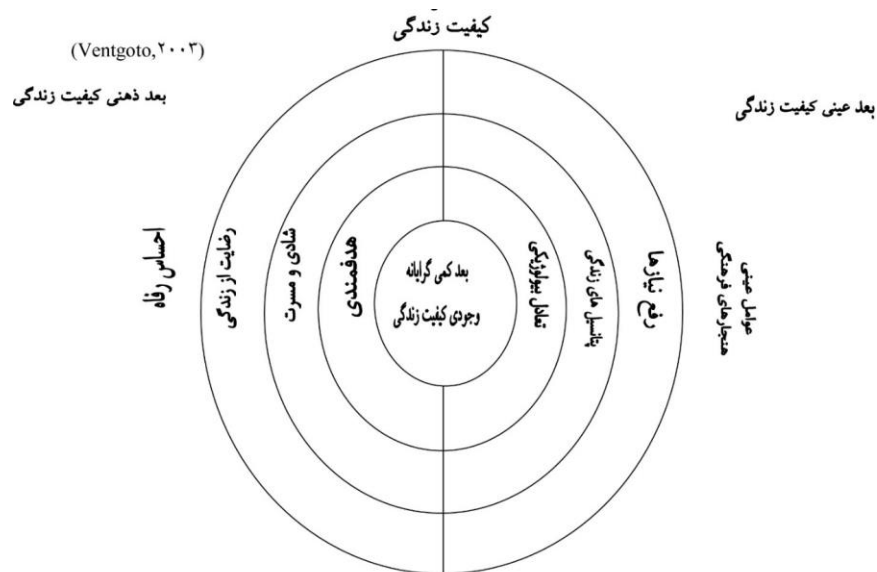 کیفیت زندگی
(Ventgoto,۲۰۰۳)
بعد عینی کیفیت زندگی
بعد ذهنی کیفیت زندگی
عوامل عینی
هنجارهای فرهنگی
رفع نیازها
پتانسیل های زندگی
تعادل بیولوژیکی
بعد کمی گرایانه
وجودی کیفیت زندگی
هدفمندی
شادی و مسرت
رضایت از زندگی
احساس رفاه